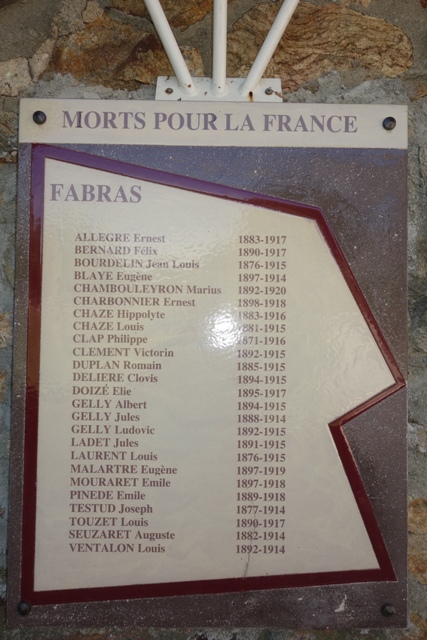 MORTS POUR LA FRANCE
FABRAS
ALLEGRE Ernest 1883-1917
BERNARD Félix 1890-1917
BOURDELIN Jean Louis 1876-1915
BLAYE Eugène 1897-1914
CHAMBOULEYRON Marius 1892-1920
CHARBONNIER Ernest 1898-1918
CHAZE Hippolyte 1883-1916
CHAZE Louis 1881-1915
CLAP Philippe 1871-1916
CLEMENT Victorin 1892-1915
DUPLAN Romain 1885-1915
DELIERE Clovis 1894-1915
DOIZÉ Elie 1895-1917
GELLY Albert 1894-1915
GELLY Jules 1888-1914
GELLY Ludovic 1892-1915
LADET Jules 1891-1915
LAURENT Louis 1876-1915
MALARTRE Eugène 1897-1919
MOURARET Emile 1897-1918
PINEDE Emile 1889-1918
TESTUD Joseph 1877-1914
TOUZET Louis 1890-1917
SEUZARET Auguste 1882-1914
VENTALON Louis 1892-1914